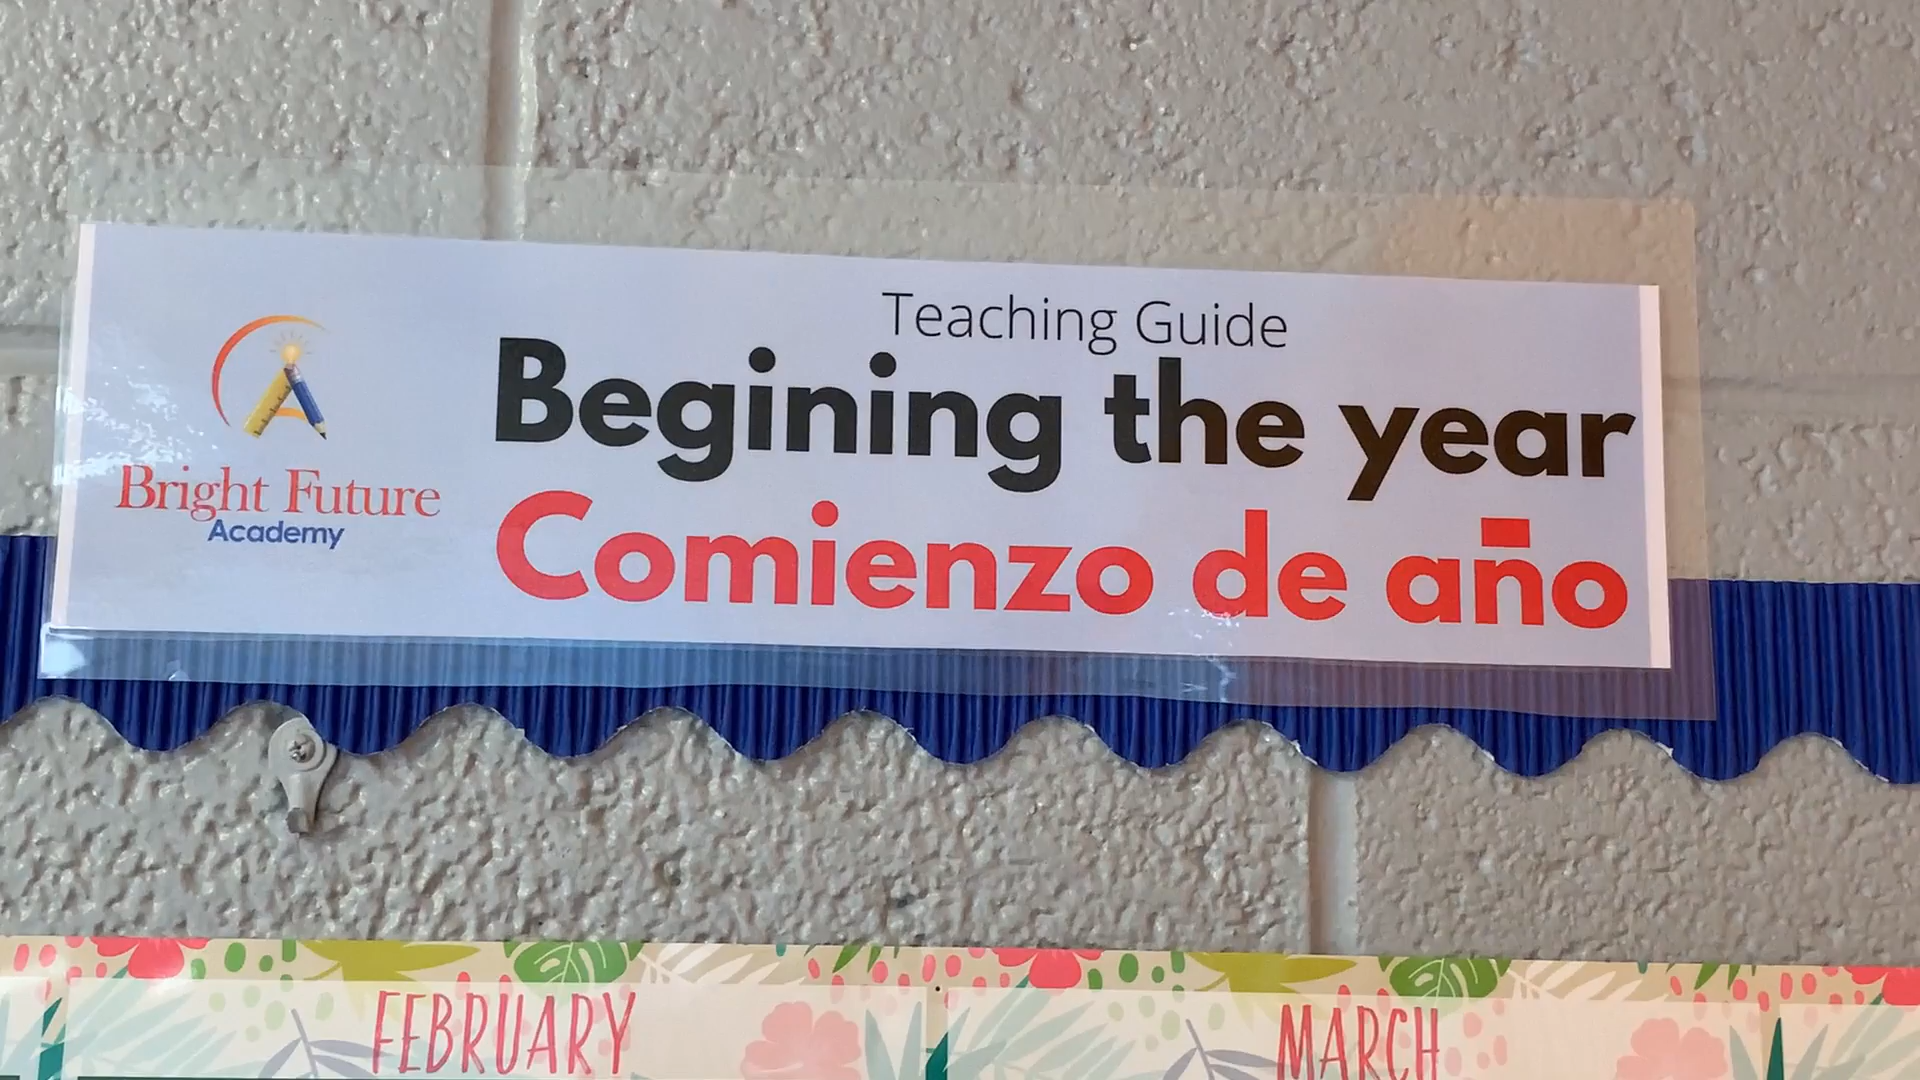 Teaching Guide
Begining the year
Comienzo de año
Bright Future
Academy
FEBRUARY
MARCH